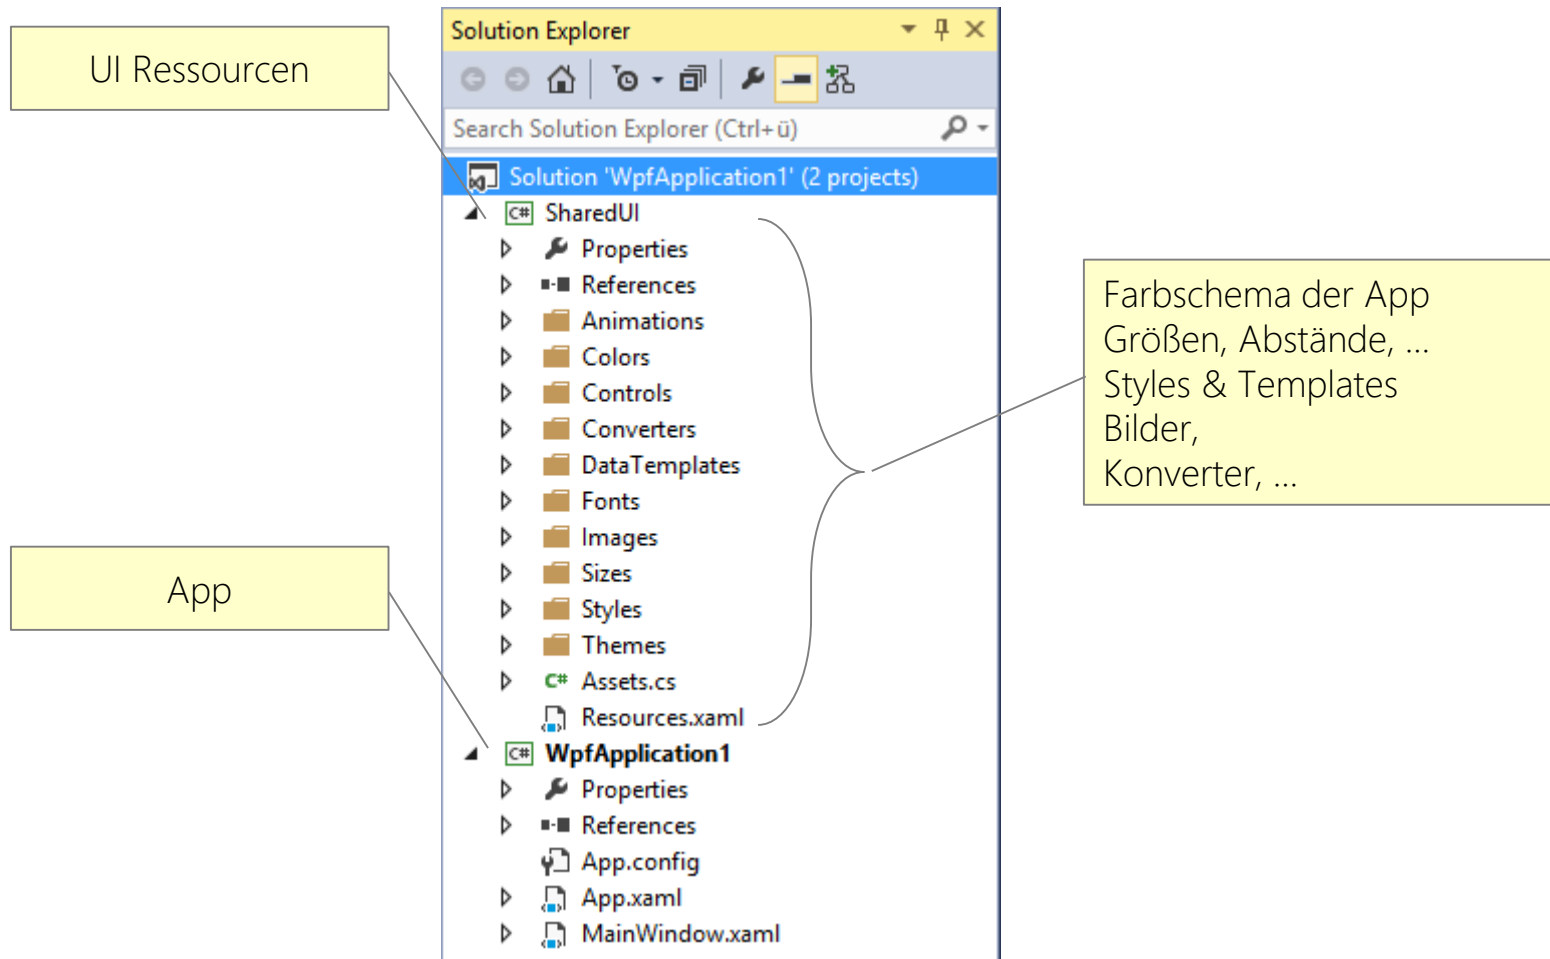 UI Ressourcen
Solution Explorer
Search Solution Explorer (Ctrl+ü)
Solution 'WpfApplication1' (2 projects)
C# SharedUI
Properties
References
Animations
Colors
Controls
Converters
DataTemplates
Fonts
Images
Sizes
Styles
Themes
C# Assets.cs
Resources.xaml
C# WpfApplication1
Properties
References
App.config
App.xaml
MainWindow.xaml
App
Farbschema der App
Größen, Abstände, ...
Styles & Templates
Bilder,
Konverter, ...